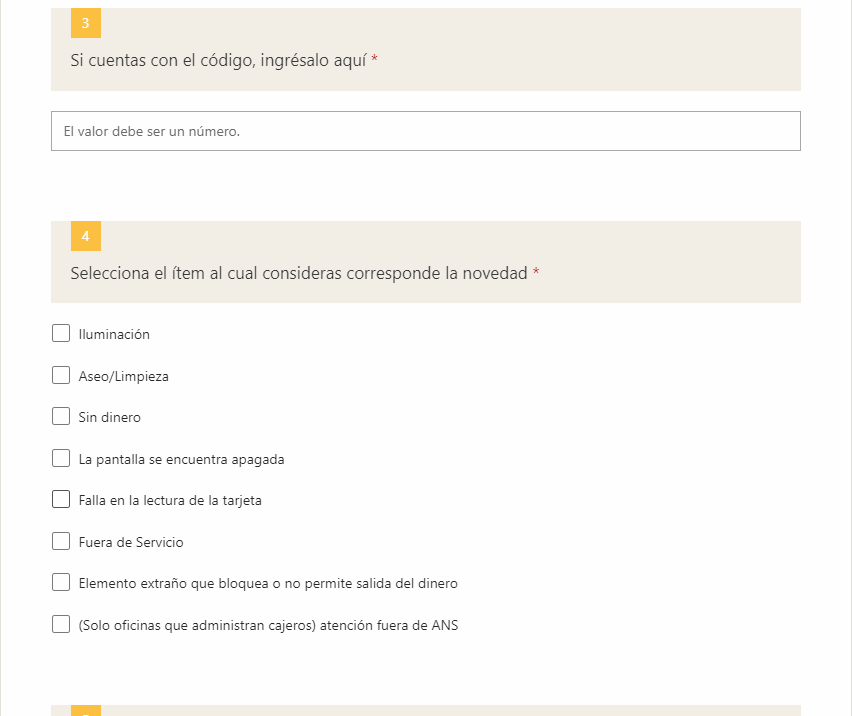 3
Si cuentas con el código, ingrésalo aquí *
El valor debe ser un número.
4
Selecciona el ítem al cual consideras corresponde la novedad *
Iluminación
Aseo/Limpieza
Sin dinero
La pantalla se encuentra apagada
Falla en la lectura de la tarjeta
Fuera de Servicio
Elemento extraño que bloquea o no permite salida del dinero
(Solo oficinas que administran cajeros) atención fuera de ANS